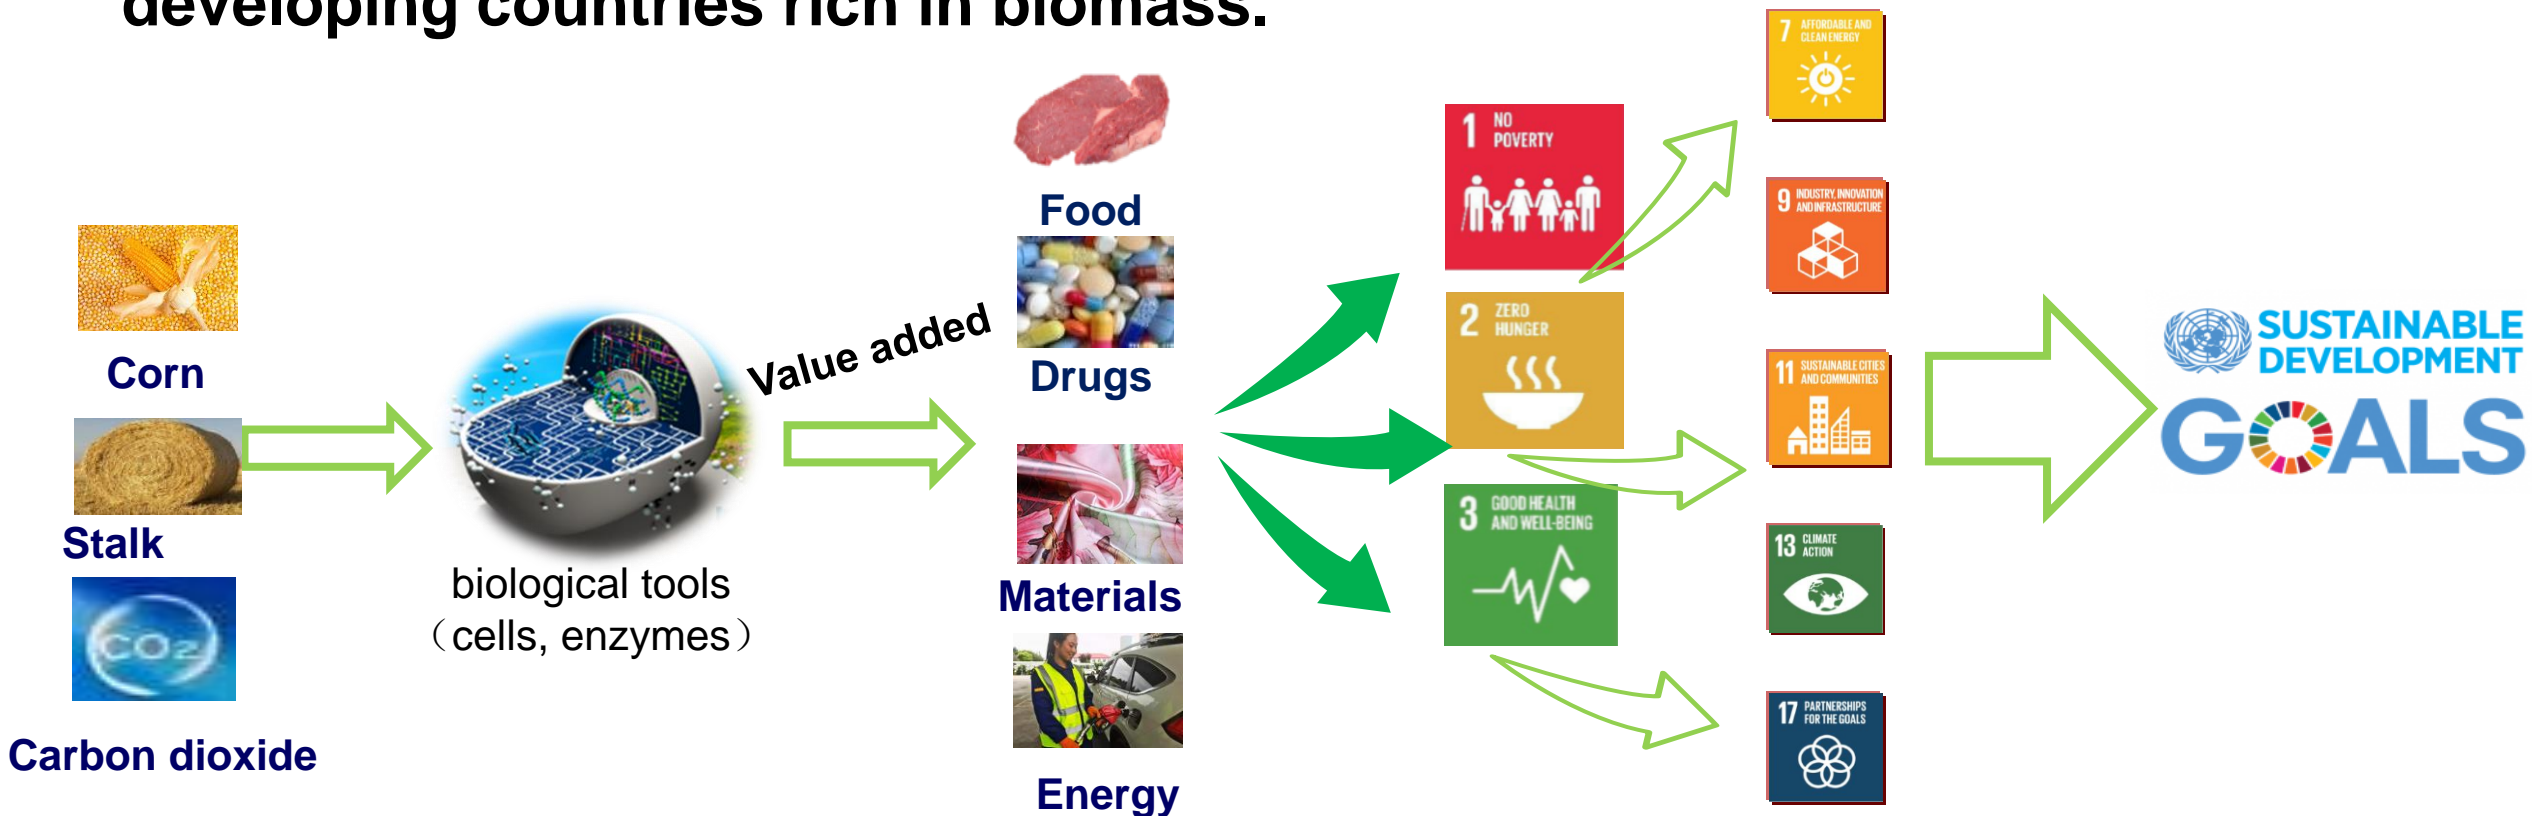 developing countries rich in biomass.
Corn
Stalk
CO2
Carbon dioxide
biological tools
（cells, enzymes）
Value added
Food
Drugs
Materials
Energy
1 NO
POVERTY
2 ZERO
HUNGER
3 GOOD HEALTH
AND WELL-BEING
7 AFFORDABLE AND
CLEAN ENERGY
9 INDUSTRY, INNOVATION
AND INFRASTRUCTURE
11 SUSTAINABLE CITIES
AND COMMUNITIES
13 CLIMATE
ACTION
17 PARTNERSHIPS
FOR THE GOALS
SUSTAINABLE
DEVELOPMENT
GOALS